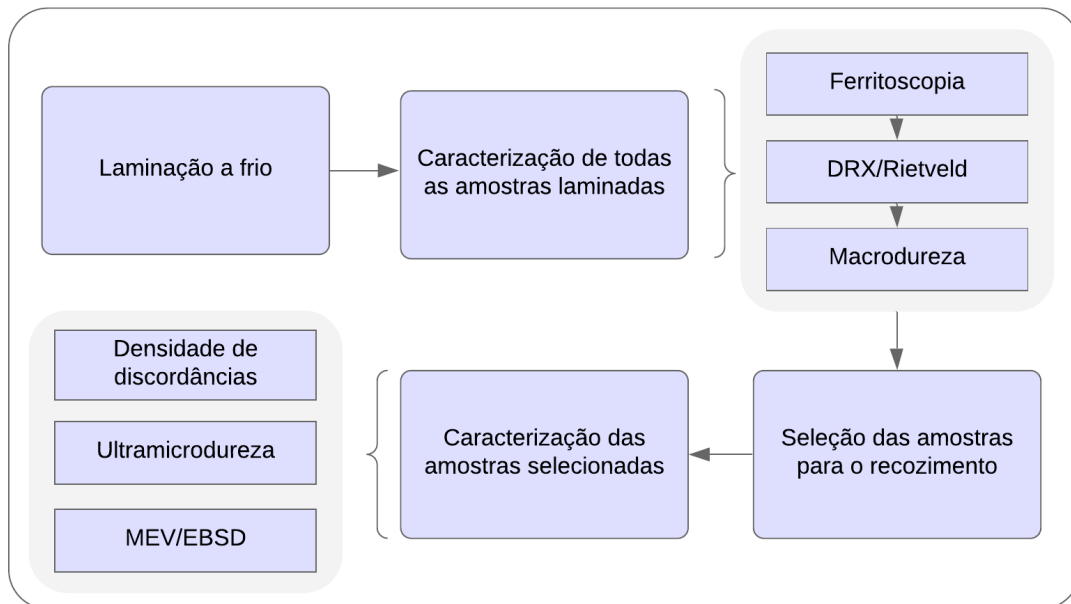 Laminação a frio
Caracterização de todas
as amostras laminadas
Ferritoscopia
DRX/Rietveld
Macrodureza
Seleção das amostras
para o recozimento
Caracterização das
amostras selecionadas
Densidade de
discordâncias
Ultramicrodureza
MEV/EBSD